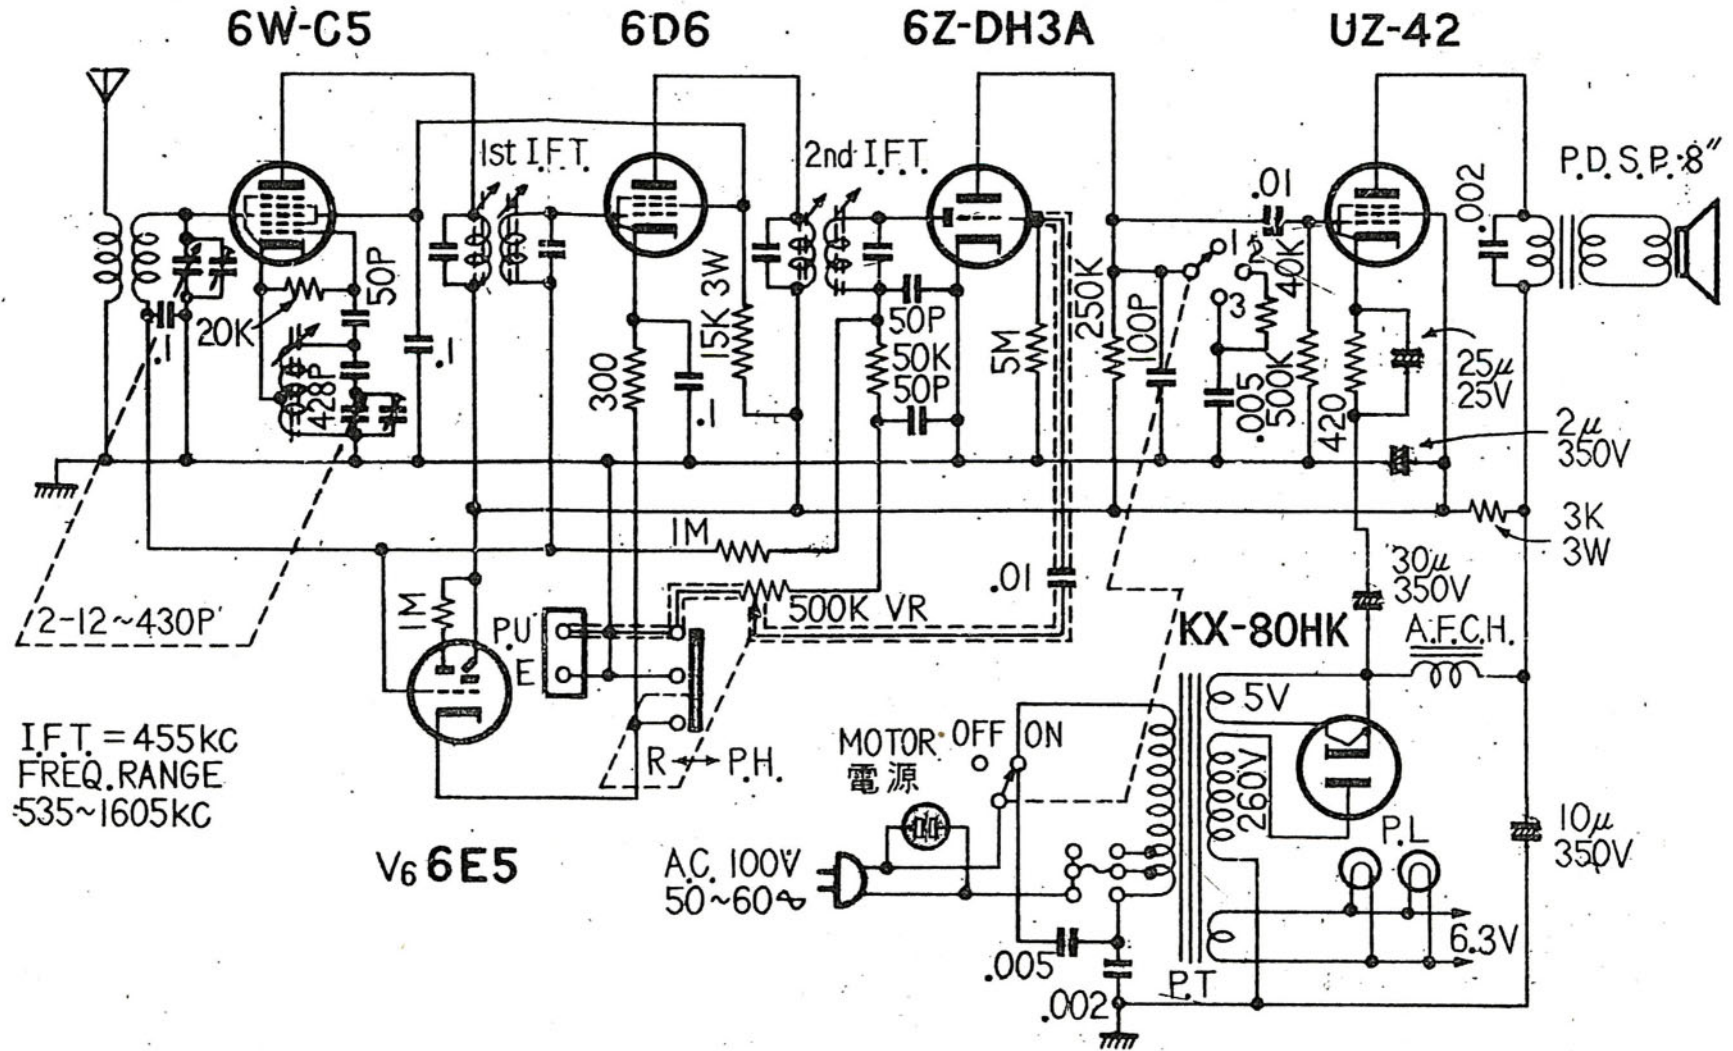 6W-C5
6D6
6Z-DH3A
UZ-42
1st I.F.T.
2nd I.F.T.
P.D.S.P. 8"
.01
.002
50P
20K
.1
428P
.1
300
.1
15K 3W
50P
50K
50P
5M
250K
100P
1
2
3
40K
.005
500K
420
25μ
25V
2μ
350V
3K
3W
1M
.01
30μ
350V
2-12~430P
1M
P.U
E
500K VR
KX-80HK
A.F.C.H.
5V
I.F.T. = 455KC
FREQ. RANGE
535~1605KC
R ↔ P.H.
MOTOR
電源
OFF
ON
260V
P.L
10μ
350V
V6 6E5
A.C. 100V
50~60~
6.3V
.005
.002
P.T